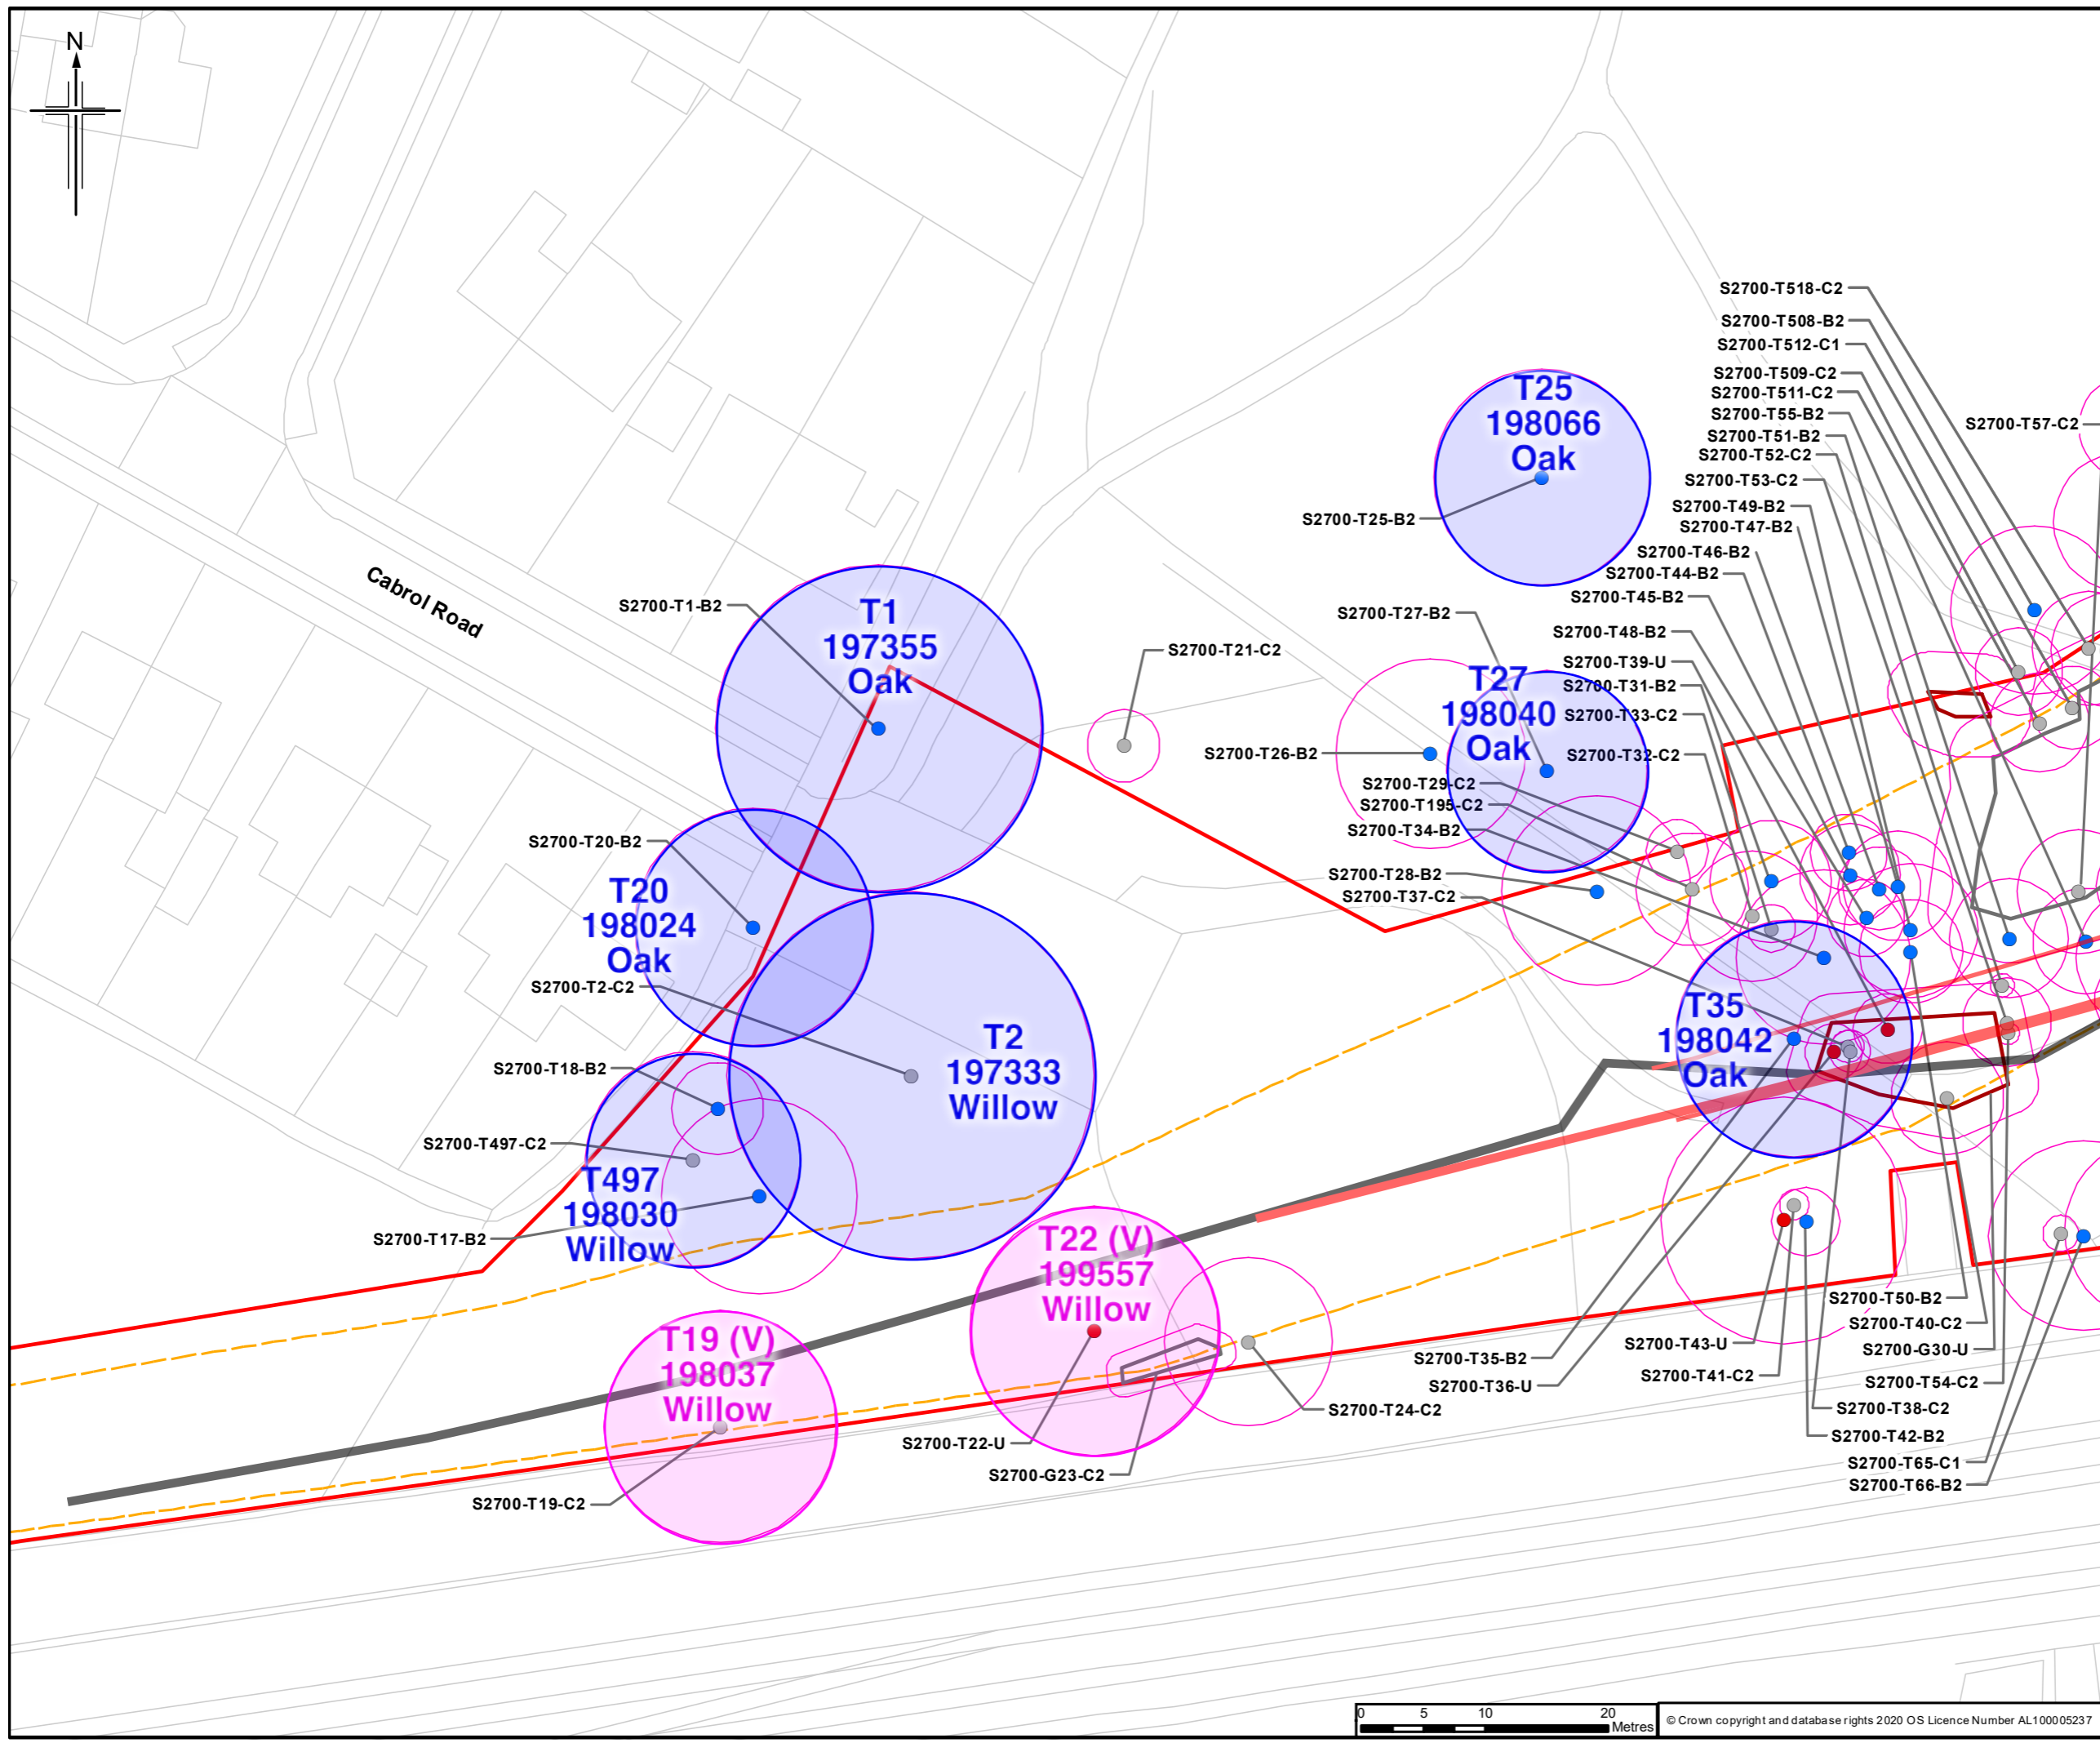 N
S2700-T518-C2
S2700-T508-B2
S2700-T512-C1
S2700-T509-C2
S2700-T511-C2
S2700-T55-B2
S2700-T57-C2
S2700-T51-B2
S2700-T52-C2
S2700-T53-C2
S2700-T49-B2
S2700-T47-B2
S2700-T46-B2
S2700-T44-B2
S2700-T45-B2
S2700-T48-B2
S2700-T39-U
S2700-T31-B2
S2700-T33-C2
S2700-T32-C2
T25
198066
Oak
S2700-T25-B2
Cabrol Road
S2700-T1-B2
T1
197355
Oak
S2700-T21-C2
S2700-T27-B2
T27
198040
Oak
S2700-T26-B2
S2700-T29-C2
S2700-T195-C2
S2700-T34-B2
S2700-T28-B2
S2700-T37-C2
S2700-T20-B2
T20
198024
Oak
S2700-T2-C2
T2
197333
Willow
T35
198042
Oak
S2700-T18-B2
S2700-T497-C2
T497
198030
Willow
S2700-T17-B2
T22 (V)
199557
Willow
T19 (V)
198037
Willow
S2700-T50-B2
S2700-T40-C2
S2700-T43-U
S2700-G30-U
S2700-T35-B2
S2700-T41-C2
S2700-T36-U
S2700-T54-C2
S2700-T24-C2
S2700-T38-C2
S2700-T42-B2
S2700-T22-U
S2700-T65-C1
S2700-G23-C2
S2700-T66-B2
S2700-T19-C2
0 5 10 20
Metres
© Crown copyright and database rights 2020 OS Licence Number AL100005237